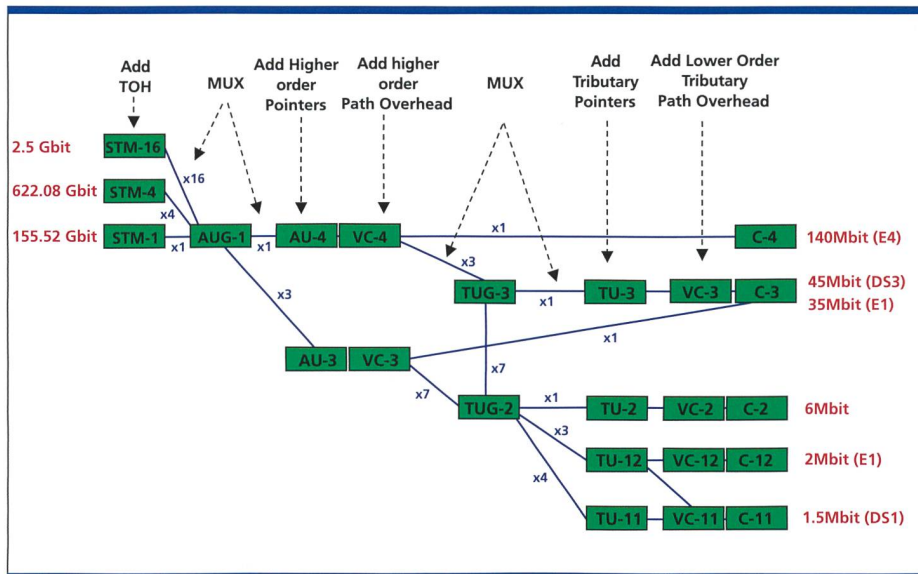 Add
TOH
MUX
Add Higher
order
Pointers
Add higher
order
Path Overhead
MUX
Add
Tributary
Pointers
Add Lower Order
Tributary
Path Overhead
2.5 Gbit
STM-16
x16
622.08 Gbit
STM-4
x4
155.52 Gbit
STM-1
x1
AUG-1
x1
AU-4
VC-4
x1
C-4
140Mbit (E4)
x3
TUG-3
x1
TU-3
VC-3
C-3
45Mbit (DS3)
35Mbit (E1)
x3
AU-3
VC-3
x1
x7
x7
TUG-2
x1
TU-2
VC-2
C-2
6Mbit
x3
TU-12
VC-12
C-12
2Mbit (E1)
x4
TU-11
VC-11
C-11
1.5Mbit (DS1)